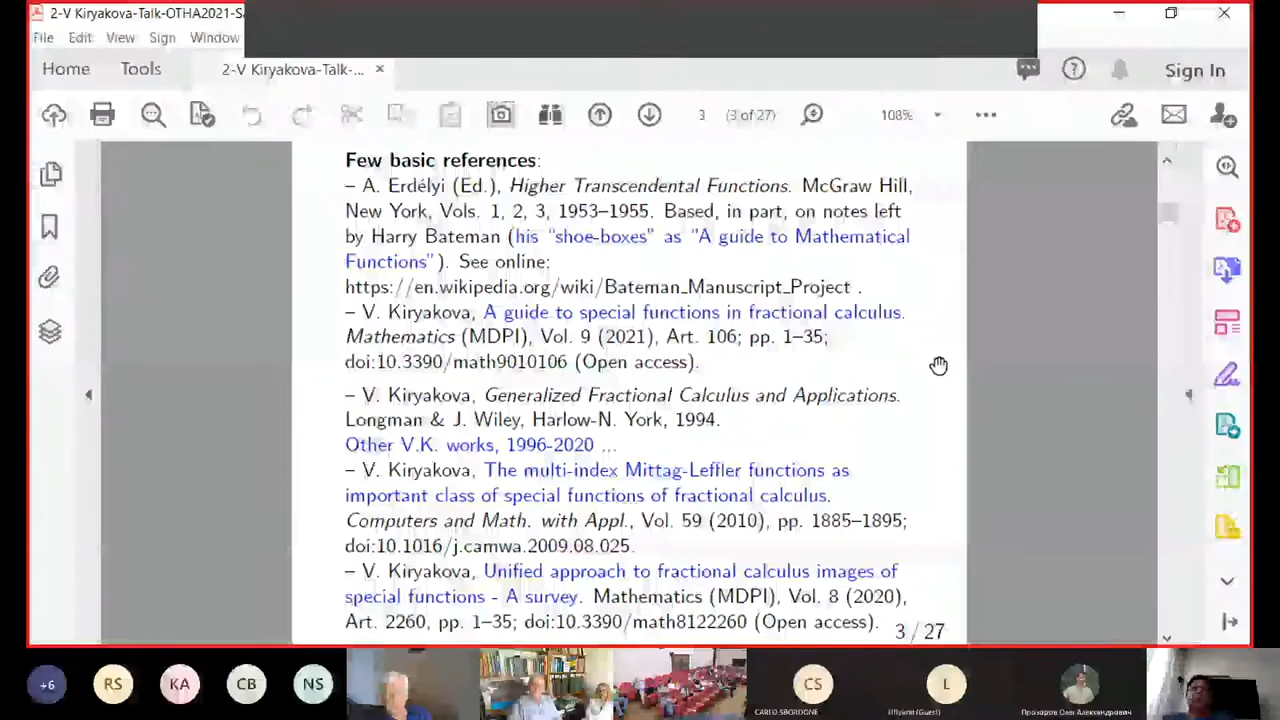 2-V Kiryakova-Talk-OTHA2021-S
File Edit View Sign Window
Home Tools 2-V Kiryakova-Talk-... × Sign In
3 (3 of 27) 108%
Few basic references:
– A. Erdélyi (Ed.), Higher Transcendental Functions. McGraw Hill,
New York, Vols. 1, 2, 3, 1953–1955. Based, in part, on notes left
by Harry Bateman (his "shoe-boxes" as "A guide to Mathematical
Functions"). See online:
https://en.wikipedia.org/wiki/Bateman_Manuscript_Project .
– V. Kiryakova, A guide to special functions in fractional calculus.
Mathematics (MDPI), Vol. 9 (2021), Art. 106; pp. 1–35;
doi:10.3390/math9010106 (Open access).
– V. Kiryakova, Generalized Fractional Calculus and Applications.
Longman & J. Wiley, Harlow-N. York, 1994.
Other V.K. works, 1996-2020 ...
– V. Kiryakova, The multi-index Mittag-Leffler functions as
important class of special functions of fractional calculus.
Computers and Math. with Appl., Vol. 59 (2010), pp. 1885–1895;
doi:10.1016/j.camwa.2009.08.025.
– V. Kiryakova, Unified approach to fractional calculus images of
special functions - A survey. Mathematics (MDPI), Vol. 8 (2020),
Art. 2260, pp. 1–35; doi:10.3390/math8122260 (Open access).
3 / 27
+6 RS KA CB NS CS L
CARLO SBORDONE (Guest) Прозоров Олег Александрович